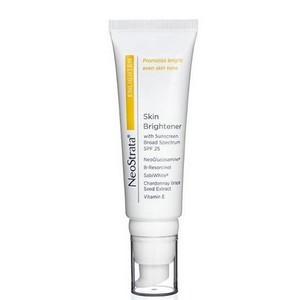 Promotes bright
even skin tone
ENLIGHTEN
NeoStrata®
Skin
Brightener
with Sunscreen
Broad Spectrum
SPF 25
NeoGlucosamine®
B-Resorcinol
SabiWhite®
Chardonnay Grape
Seed Extract
Vitamin E